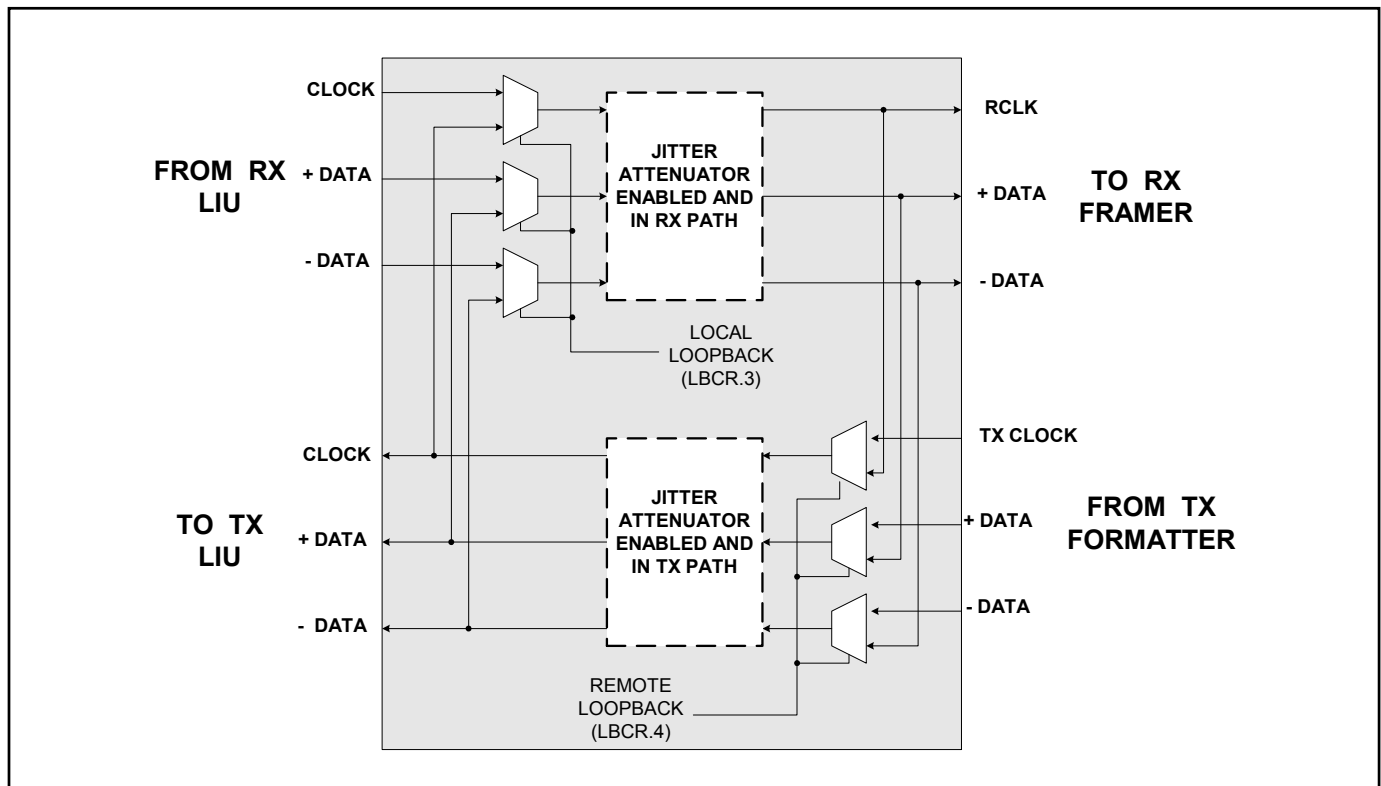 CLOCK
FROM RX
LIU
+ DATA
- DATA
JITTER
ATTENUATOR
ENABLED AND
IN RX PATH
RCLK
+ DATA
- DATA
TO RX
FRAMER
LOCAL
LOOPBACK
(LBCR.3)
CLOCK
TO TX
LIU
+ DATA
- DATA
JITTER
ATTENUATOR
ENABLED AND
IN TX PATH
TX CLOCK
+ DATA
- DATA
FROM TX
FORMATTER
REMOTE
LOOPBACK
(LBCR.4)